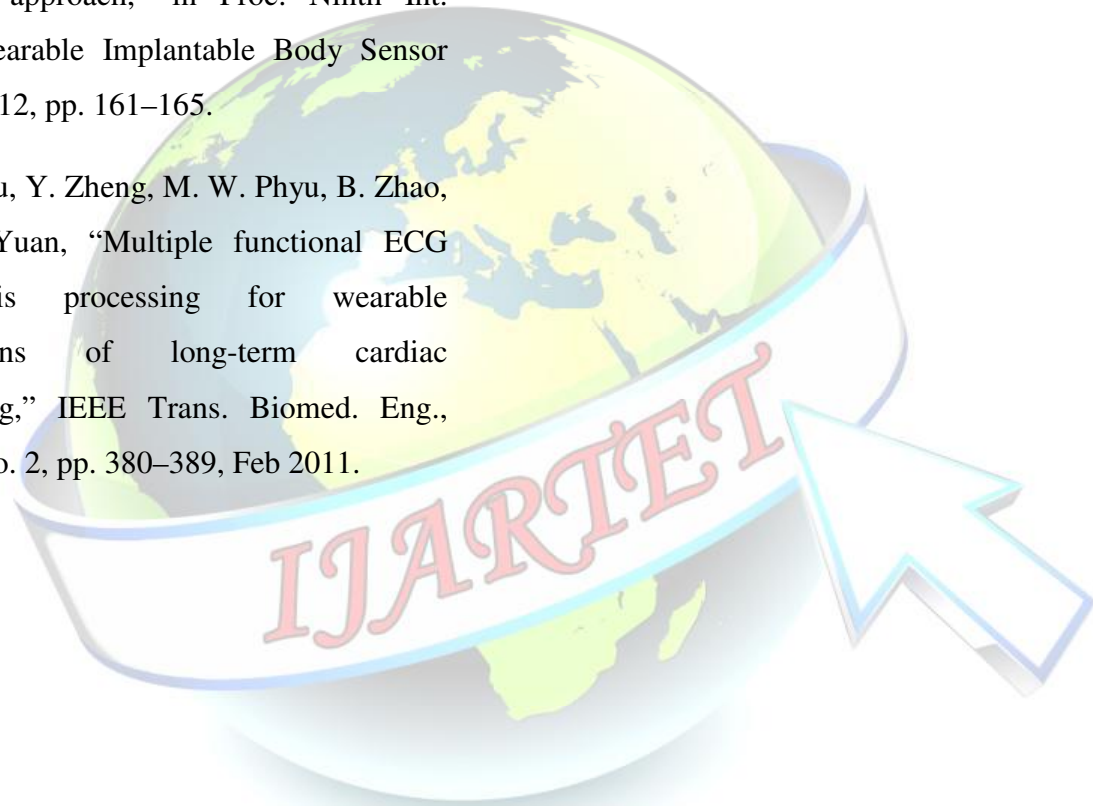 approach,” in Proc. Ninth Int.
earable Implantable Body Sensor
12, pp. 161–165.
u, Y. Zheng, M. W. Phyu, B. Zhao,
Yuan, “Multiple functional ECG
is processing for wearable
ns of long-term cardiac
g,” IEEE Trans. Biomed. Eng.,
o. 2, pp. 380–389, Feb 2011.
IJARTET